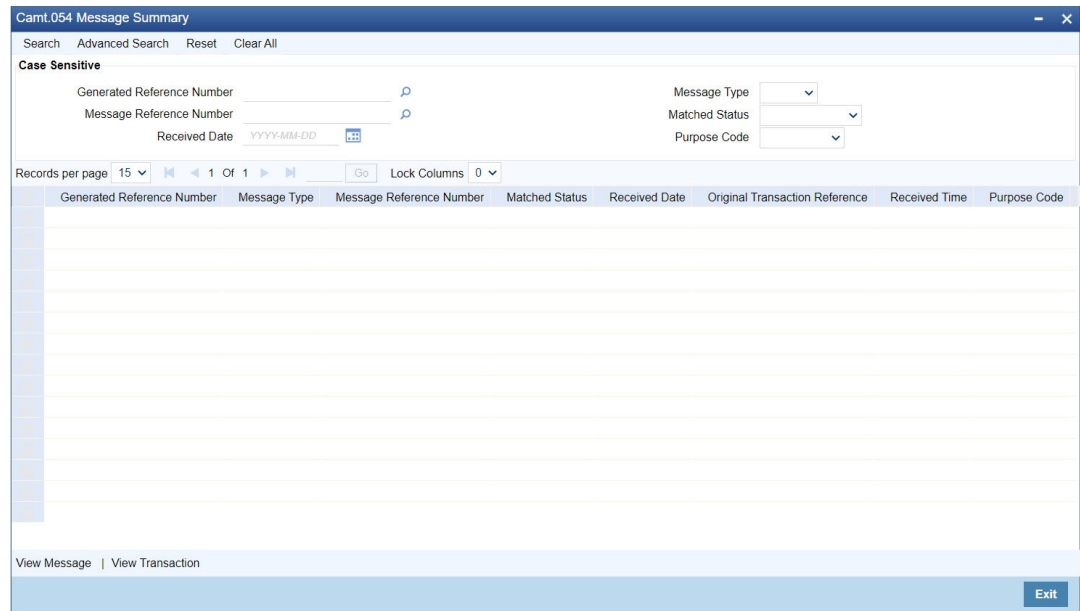 Camt.054 Message Summary
Search Advanced Search Reset Clear All
Case Sensitive
Generated Reference Number Message Type
Message Reference Number Matched Status
Received Date YYYY-MM-DD Purpose Code
Records per page 15 1 Of 1 Go Lock Columns 0
Generated Reference Number Message Type Message Reference Number Matched Status Received Date Original Transaction Reference Received Time Purpose Code
View Message | View Transaction
Exit